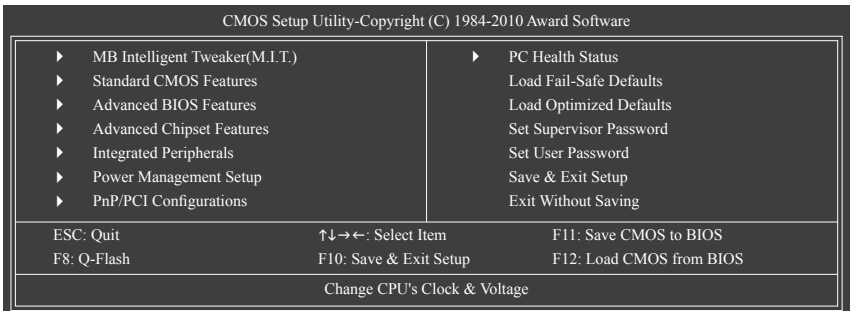 CMOS Setup Utility-Copyright (C) 1984-2010 Award Software
MB Intelligent Tweaker(M.I.T.)
Standard CMOS Features
Advanced BIOS Features
Advanced Chipset Features
Integrated Peripherals
Power Management Setup
PnP/PCI Configurations
PC Health Status
Load Fail-Safe Defaults
Load Optimized Defaults
Set Supervisor Password
Set User Password
Save & Exit Setup
Exit Without Saving
ESC: Quit ↑↓→←: Select Item F11: Save CMOS to BIOS
F8: Q-Flash F10: Save & Exit Setup F12: Load CMOS from BIOS
Change CPU's Clock & Voltage